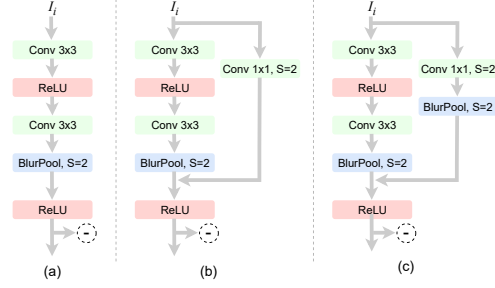 I_i
Conv 3x3
ReLU
Conv 3x3
BlurPool, S=2
ReLU
-
(a)
I_i
Conv 3x3
Conv 1x1, S=2
ReLU
Conv 3x3
BlurPool, S=2
ReLU
-
(b)
I_i
Conv 3x3
Conv 1x1, S=2
ReLU
BlurPool, S=2
Conv 3x3
BlurPool, S=2
ReLU
-
(c)